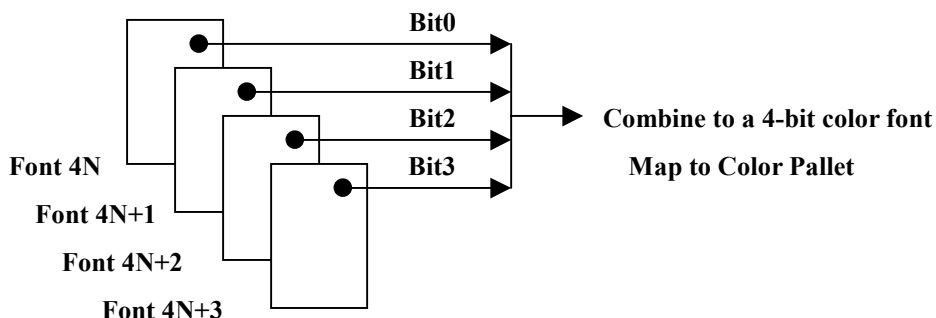 Bit0
Bit1
Bit2
Combine to a 4-bit color font
Bit3
Map to Color Pallet
Font 4N
Font 4N+1
Font 4N+2
Font 4N+3